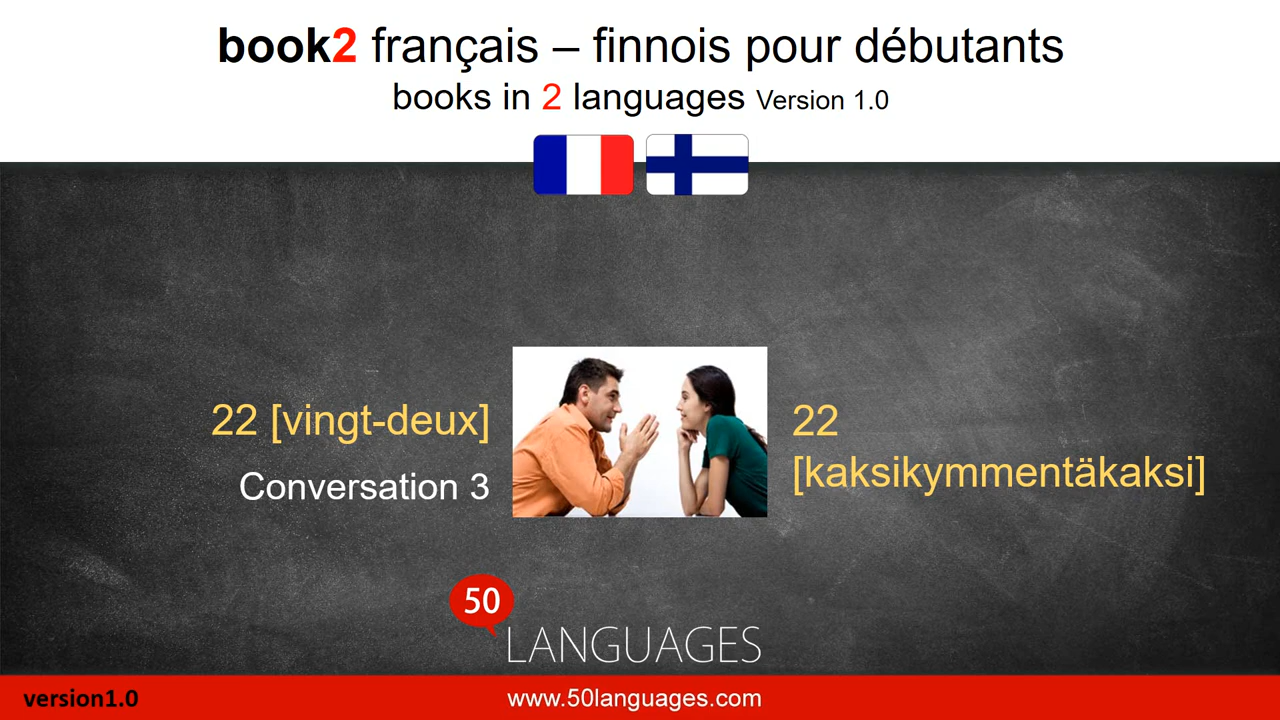 book2 français – finnois pour débutants
books in 2 languages Version 1.0
22 [vingt-deux]
Conversation 3
22
[kaksikymmentäkaksi]
50
LANGUAGES
version1.0
www.50languages.com